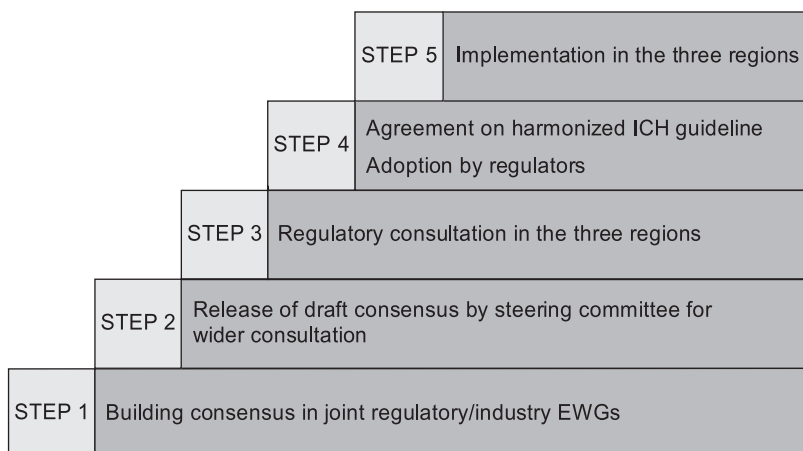 STEP 5 Implementation in the three regions
STEP 4 Agreement on harmonized ICH guideline
Adoption by regulators
STEP 3 Regulatory consultation in the three regions
STEP 2 Release of draft consensus by steering committee for
wider consultation
STEP 1 Building consensus in joint regulatory/industry EWGs